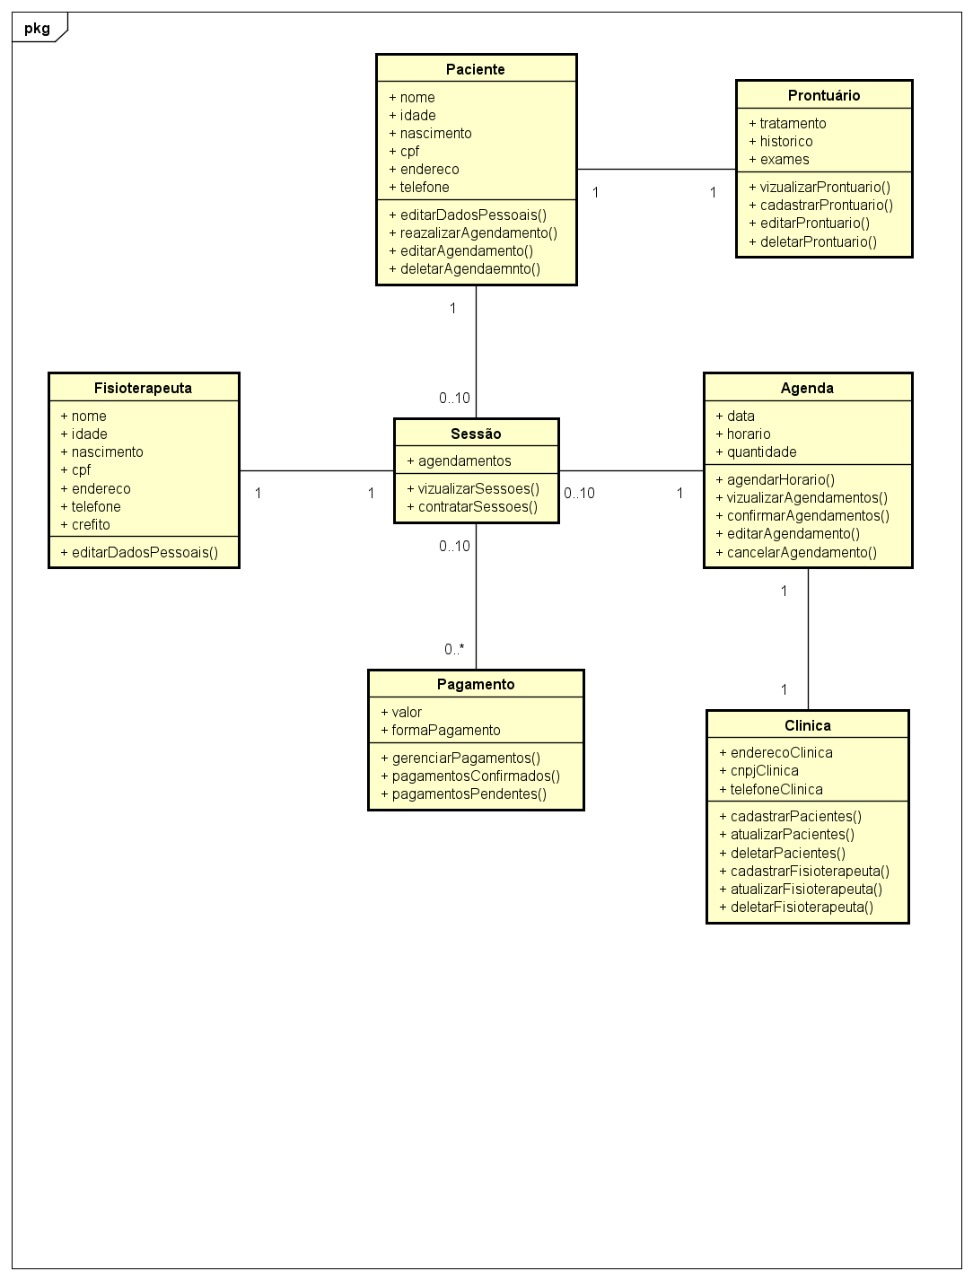 pkg
Paciente
+ nome
+ idade
+ nascimento
+ cpf
+ endereco
+ telefone
+ editarDadosPessoais()
+ reazalizarAgendamento()
+ editarAgendamento()
+ deletarAgendaemnto()
1
1
Prontuário
+ tratamento
+ historico
+ exames
+ vizualizarProntuario()
+ cadastrarProntuario()
+ editarProntuario()
+ deletarProntuario()
1
0..10
Fisioterapeuta
+ nome
+ idade
+ nascimento
+ cpf
+ endereco
+ telefone
+ crefito
+ editarDadosPessoais()
1
1
Sessão
+ agendamentos
+ vizualizarSessoes()
+ contratarSessoes()
0..10
1
Agenda
+ data
+ horario
+ quantidade
+ agendarHorario()
+ vizualizarAgendamentos()
+ confirmarAgendamentos()
+ editarAgendamento()
+ cancelarAgendamento()
0..10
0..*
Pagamento
+ valor
+ formaPagamento
+ gerenciarPagamentos()
+ pagamentosConfirmados()
+ pagamentosPendentes()
1
1
Clinica
+ enderecoClinica
+ cnpjClinica
+ telefoneClinica
+ cadastrarPacientes()
+ atualizarPacientes()
+ deletarPacientes()
+ cadastrarFisioterapeuta()
+ atualizarFisioterapeuta()
+ deletarFisioterapeuta()